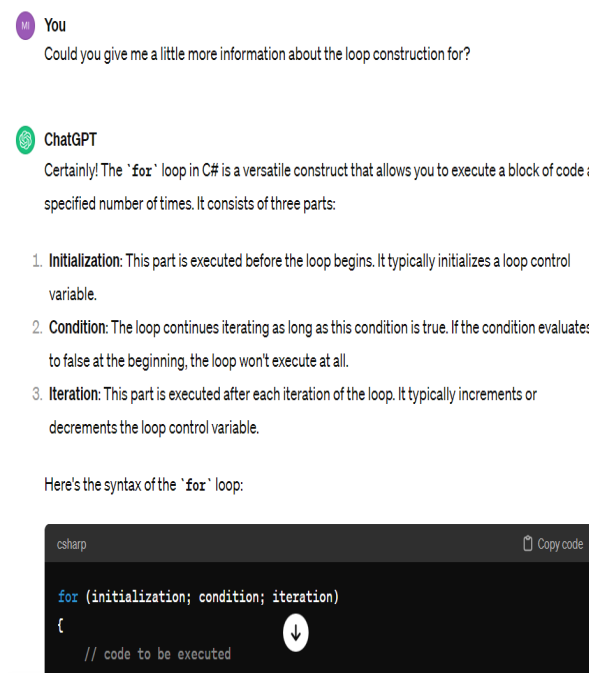 MI
You
Could you give me a little more information about the loop construction for?
ChatGPT
Certainly! The `for` loop in C# is a versatile construct that allows you to execute a block of code a
specified number of times. It consists of three parts:
1. Initialization: This part is executed before the loop begins. It typically initializes a loop control
variable.
2. Condition: The loop continues iterating as long as this condition is true. If the condition evaluates
to false at the beginning, the loop won't execute at all.
3. Iteration: This part is executed after each iteration of the loop. It typically increments or
decrements the loop control variable.
Here's the syntax of the `for` loop:
csharp
Copy code
for (initialization; condition; iteration)
{
// code to be executed